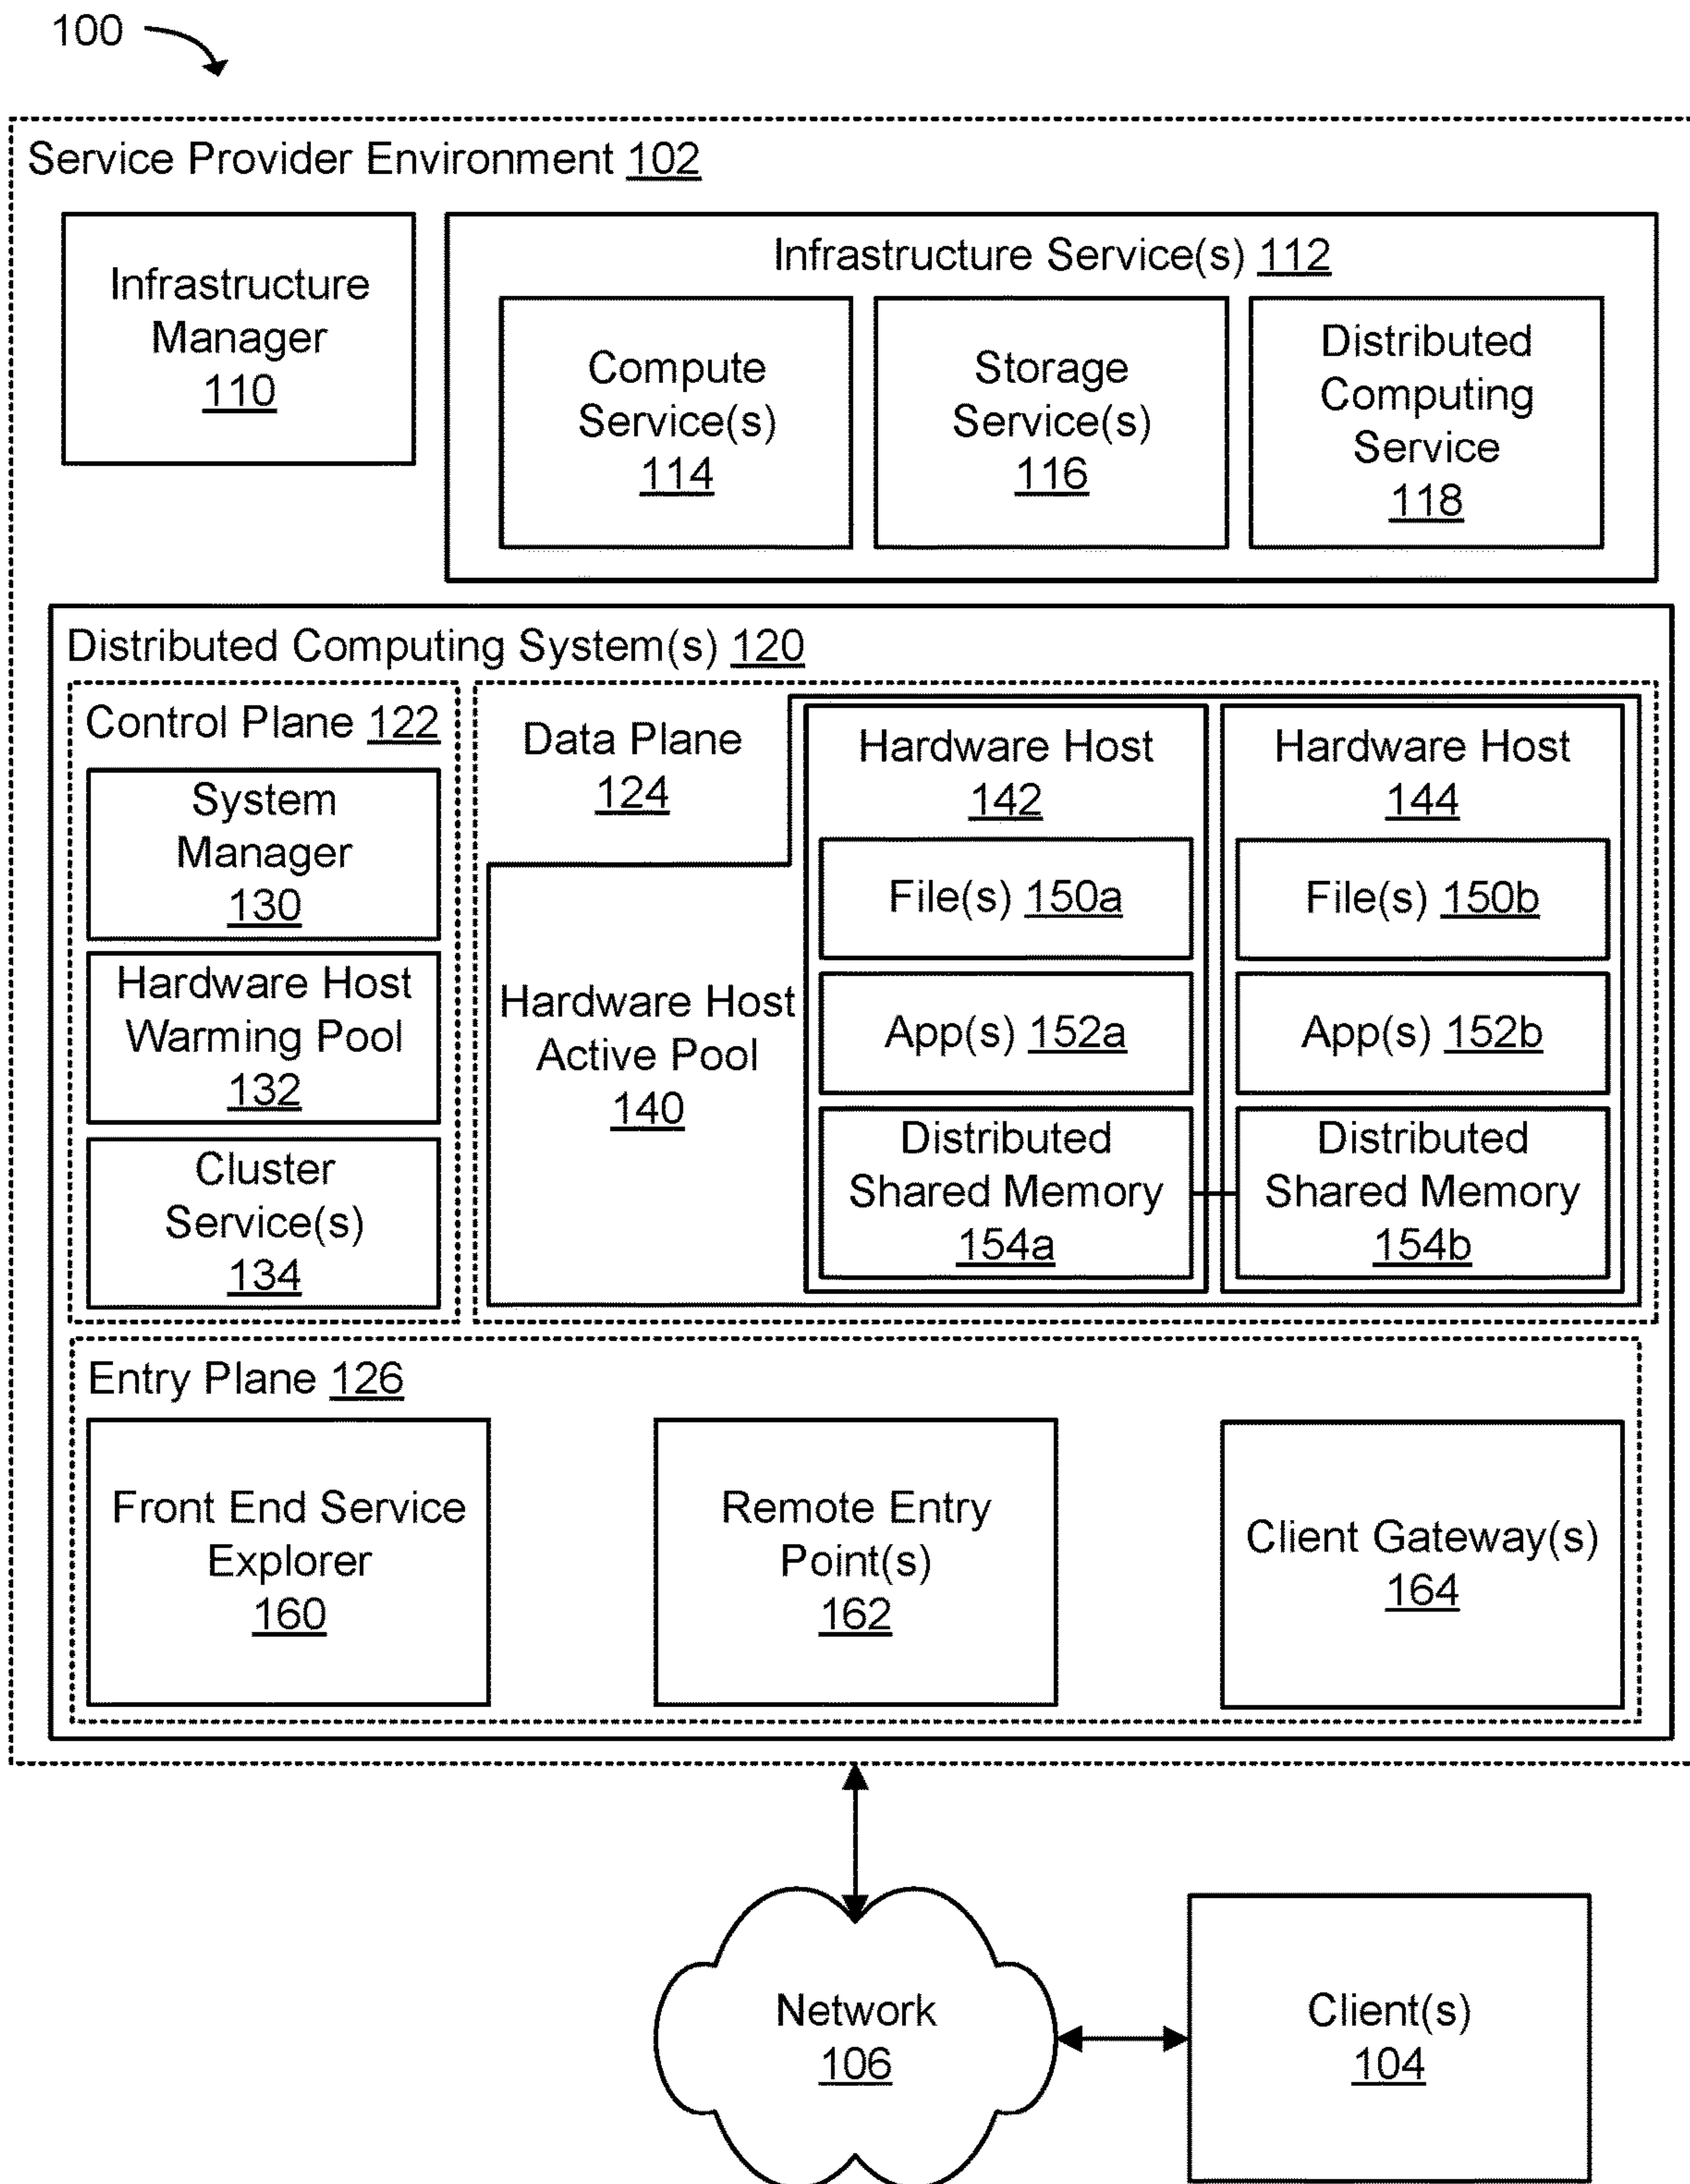 100
Service Provider Environment 102
Infrastructure
Manager
110
Infrastructure Service(s) 112
Compute
Service(s)
114
Storage
Service(s)
116
Distributed
Computing
Service
118
Distributed Computing System(s) 120
Control Plane 122
System
Manager
130
Hardware Host
Warming Pool
132
Cluster
Service(s)
134
Data Plane
124
Hardware Host
Active Pool
140
Hardware Host
142
File(s) 150a
App(s) 152a
Distributed
Shared Memory
154a
Hardware Host
144
File(s) 150b
App(s) 152b
Distributed
Shared Memory
154b
Entry Plane 126
Front End Service
Explorer
160
Remote Entry
Point(s)
162
Client Gateway(s)
164
Network
106
Client(s)
104